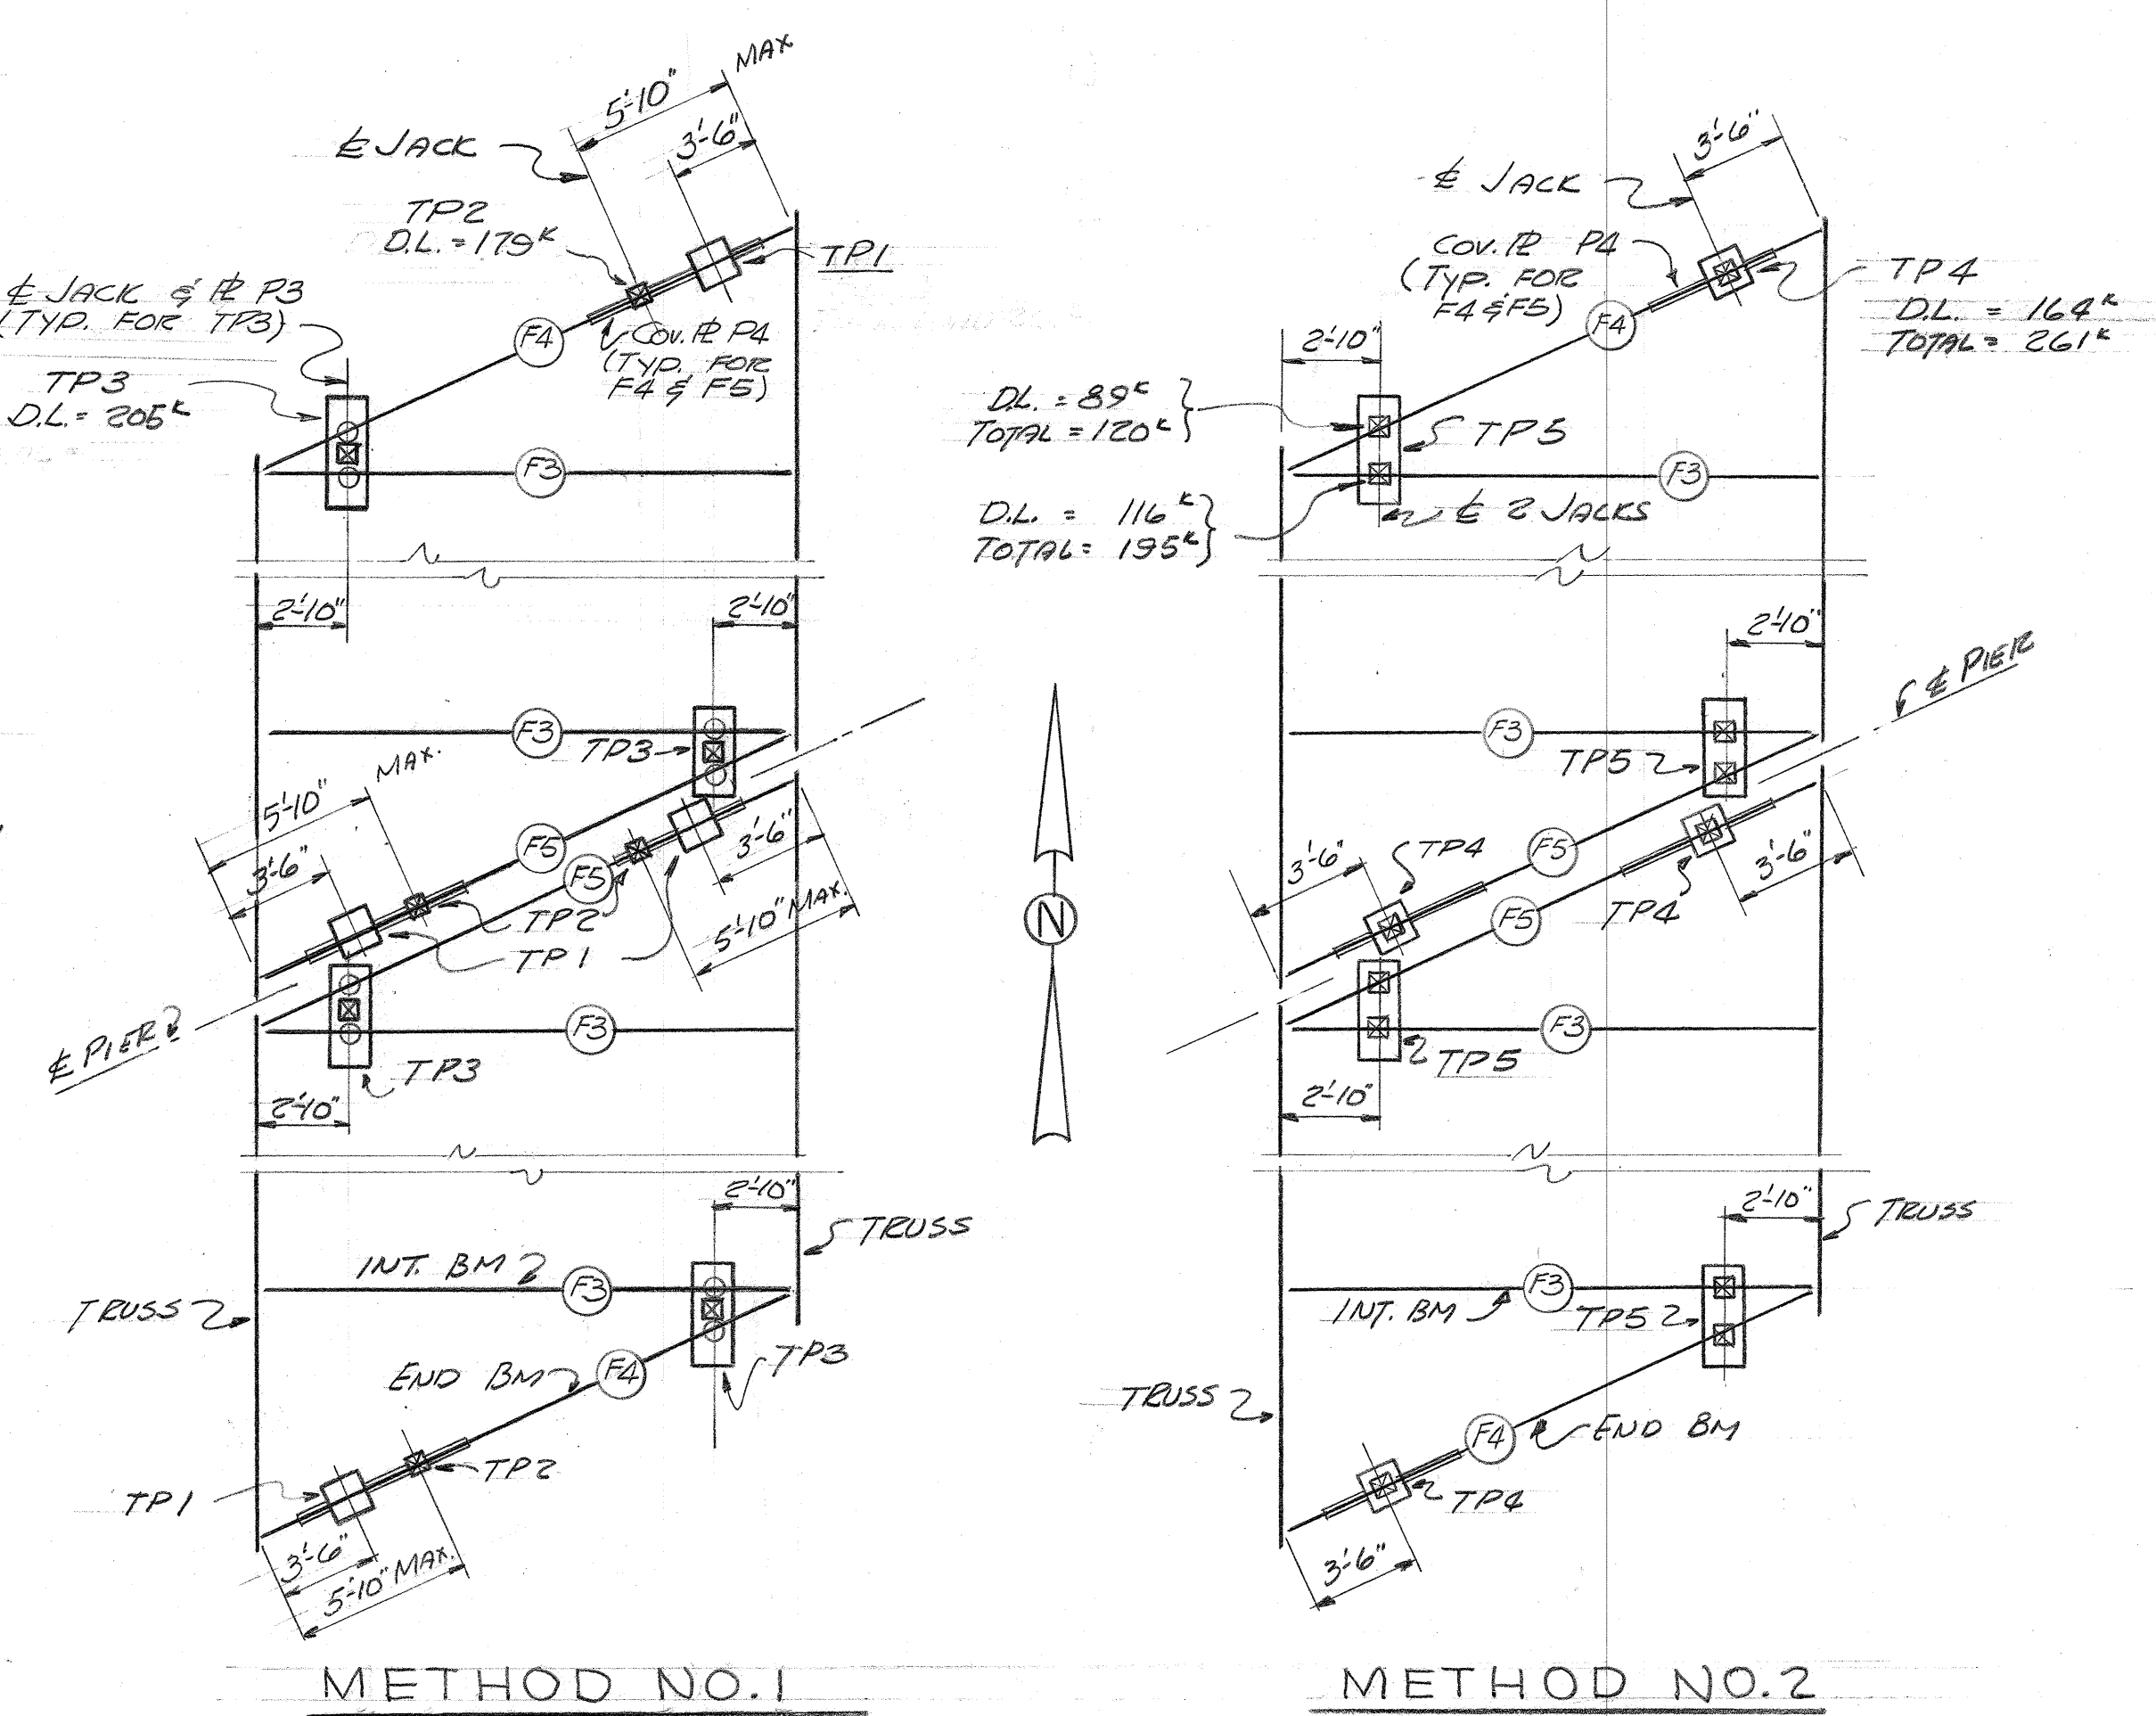 MAX
5'-10"
3'-6"
℄ JACK
TP2
D.L. = 179ᴷ
TP1
℄ JACK & ℙL P3
(TYP. FOR TP3)
F4
COV. ℙL P4
(TYP. FOR
F4 & F5)
TP3
D.L. = 205ᴷ
F3
2'-10"
2'-10"
F3
TP3
MAX.
5'-10"
3'-6"
F5
F5
3'-6"
TP2
5'-10" MAX.
TP1
℄ PIER
F3
TP3
2'-10"
2'-10"
TRUSS
INT. BM
F3
TRUSS
TP3
END BM
F4
TP2
TP1
3'-6"
5'-10" MAX.
METHOD NO. 1
N
3'-6"
℄ JACK
COV. ℙL P4
(TYP. FOR
F4 & F5)
TP4
D.L. = 164ᴷ
TOTAL = 261ᴷ
F4
2'-10"
D.L. = 89ᴷ
TOTAL = 120ᴷ
TP5
F3
D.L. = 116ᴷ
TOTAL = 195ᴷ
℄ 2 JACKS
2'-10"
℄ PIER
F3
TP5
3'-6"
TP4
F5
3'-6"
F5
TP4
F3
TP5
2'-10"
2'-10"
TRUSS
F3
INT. BM
TP5
TRUSS
F4
END BM
TP4
3'-6"
METHOD NO. 2